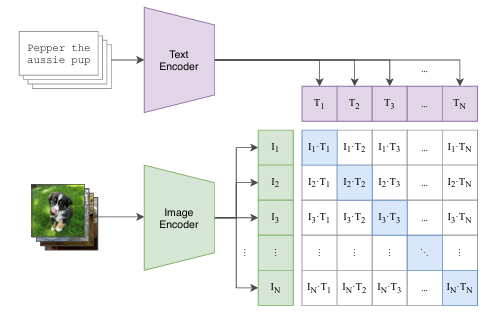 Pepper the
aussie pup
Text
Encoder
...
T1 T2 T3 ... TN
Image
Encoder
I1 I1·T1 I1·T2 I1·T3 ... I1·TN
I2 I2·T1 I2·T2 I2·T3 ... I2·TN
I3 I3·T1 I3·T2 I3·T3 ... I3·TN
⋮ ⋮ ⋮ ⋮ ⋮ ⋱ ⋮
IN IN·T1 IN·T2 IN·T3 ... IN·TN